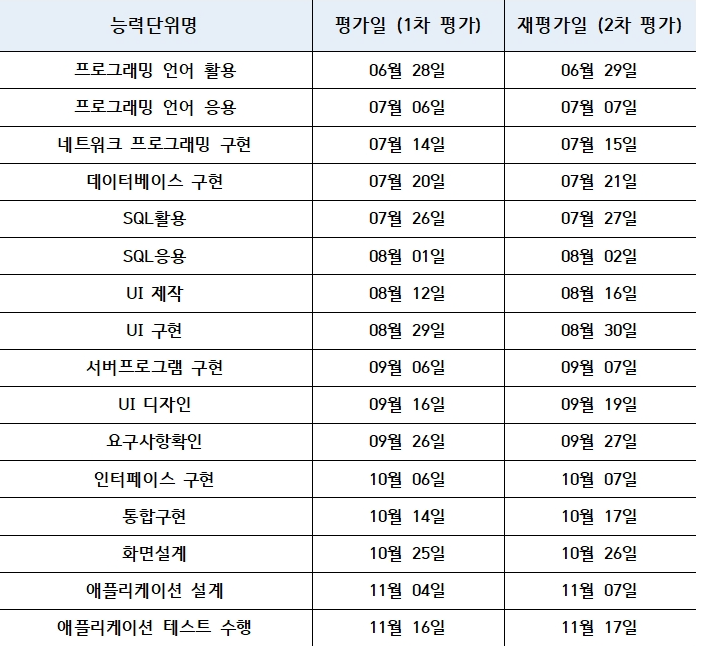 능력단위명 평가일 (1차 평가) 재평가일 (2차 평가)
프로그래밍 언어 활용 06월 28일 06월 29일
프로그래밍 언어 응용 07월 06일 07월 07일
네트워크 프로그래밍 구현 07월 14일 07월 15일
데이터베이스 구현 07월 20일 07월 21일
SQL활용 07월 26일 07월 27일
SQL응용 08월 01일 08월 02일
UI 제작 08월 12일 08월 16일
UI 구현 08월 29일 08월 30일
서버프로그램 구현 09월 06일 09월 07일
UI 디자인 09월 16일 09월 19일
요구사항확인 09월 26일 09월 27일
인터페이스 구현 10월 06일 10월 07일
통합구현 10월 14일 10월 17일
화면설계 10월 25일 10월 26일
애플리케이션 설계 11월 04일 11월 07일
애플리케이션 테스트 수행 11월 16일 11월 17일